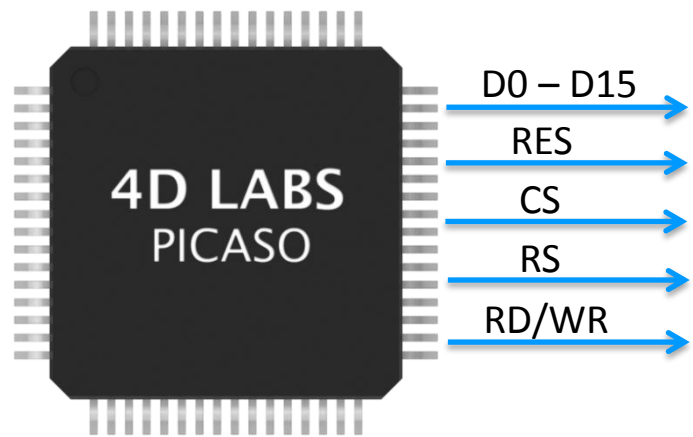 4D LABS
PICASO
D0 – D15
RES
CS
RS
RD/WR